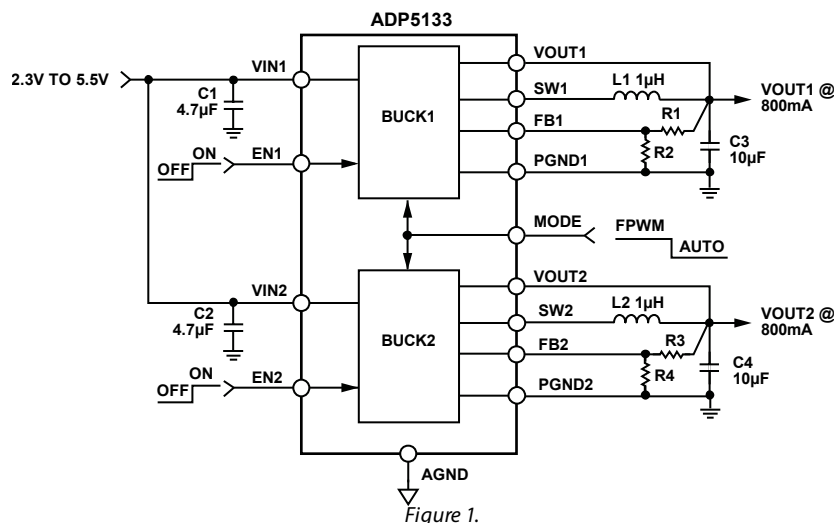 ADP5133
VOUT1
2.3V TO 5.5V
VIN1
C1
4.7µF
SW1
L1 1µH
VOUT1 @
800mA
BUCK1
FB1
R1
R2
C3
10µF
ON
OFF
EN1
PGND1
MODE
FPWM
AUTO
VOUT2
VIN2
C2
4.7µF
SW2
L2 1µH
VOUT2 @
800mA
BUCK2
FB2
R3
R4
C4
10µF
ON
OFF
EN2
PGND2
AGND
Figure 1.